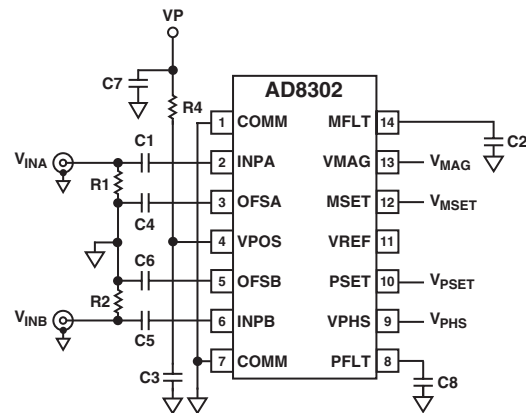 VP
C7
R4
AD8302
1 COMM MFLT 14
C2
VINA
C1
2 INPA VMAG 13 VMAG
R1
3 OFSA MSET 12 VMSET
C4
4 VPOS VREF 11
C6
5 OFSB PSET 10 VPSET
R2
VINB
6 INPB VPHS 9 VPHS
C5
7 COMM PFLT 8
C3
C8